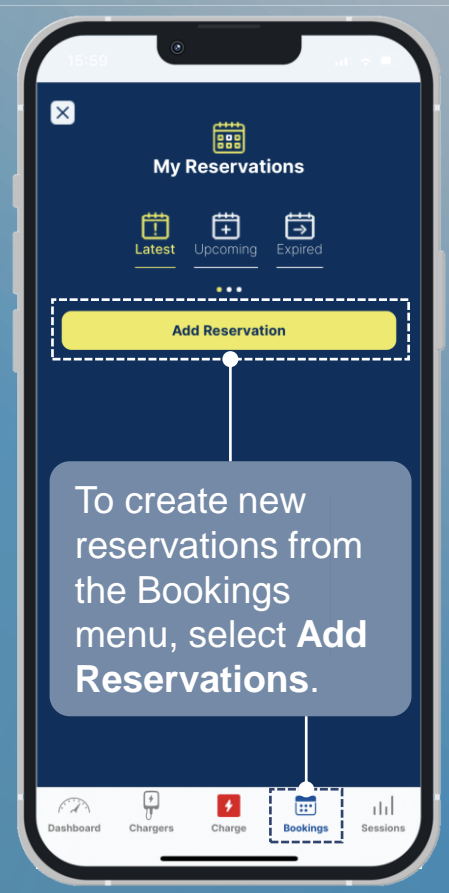 15:59
My Reservations
Latest Upcoming Expired
Add Reservation
To create new
reservations from
the Bookings
menu, select Add
Reservations.
Dashboard Chargers Charge Bookings Sessions